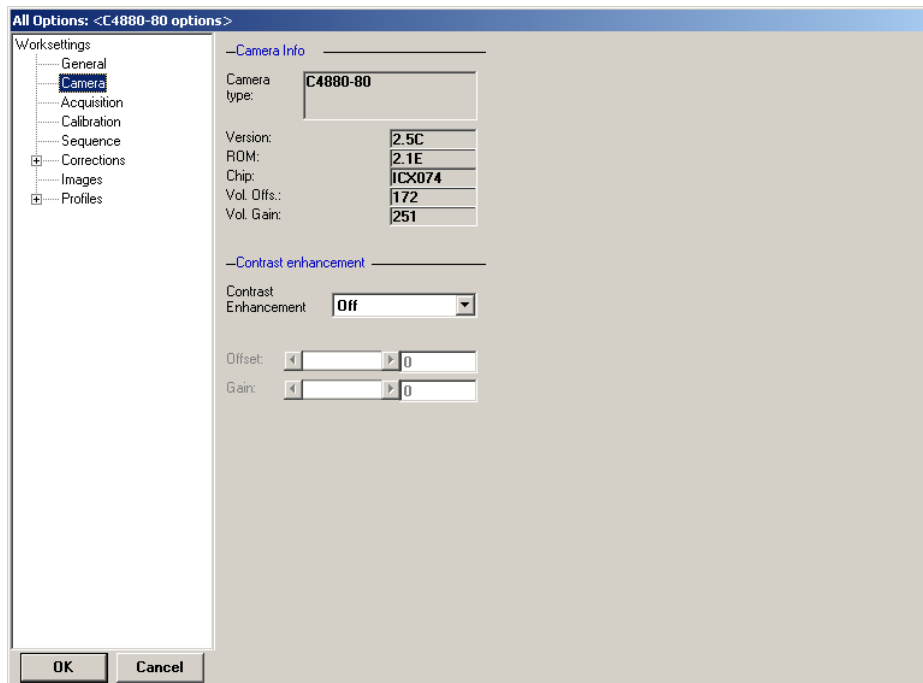 All Options: <C4880-80 options>
Worksettings
General
Camera
Acquisition
Calibration
Sequence
Corrections
Images
Profiles
Camera Info
Camera type:
C4880-80
Version: 2.5C
ROM: 2.1E
Chip: ICX074
Vol. Offs.: 172
Vol. Gain: 251
Contrast enhancement
Contrast
Enhancement Off
Offset: 0
Gain: 0
OK Cancel